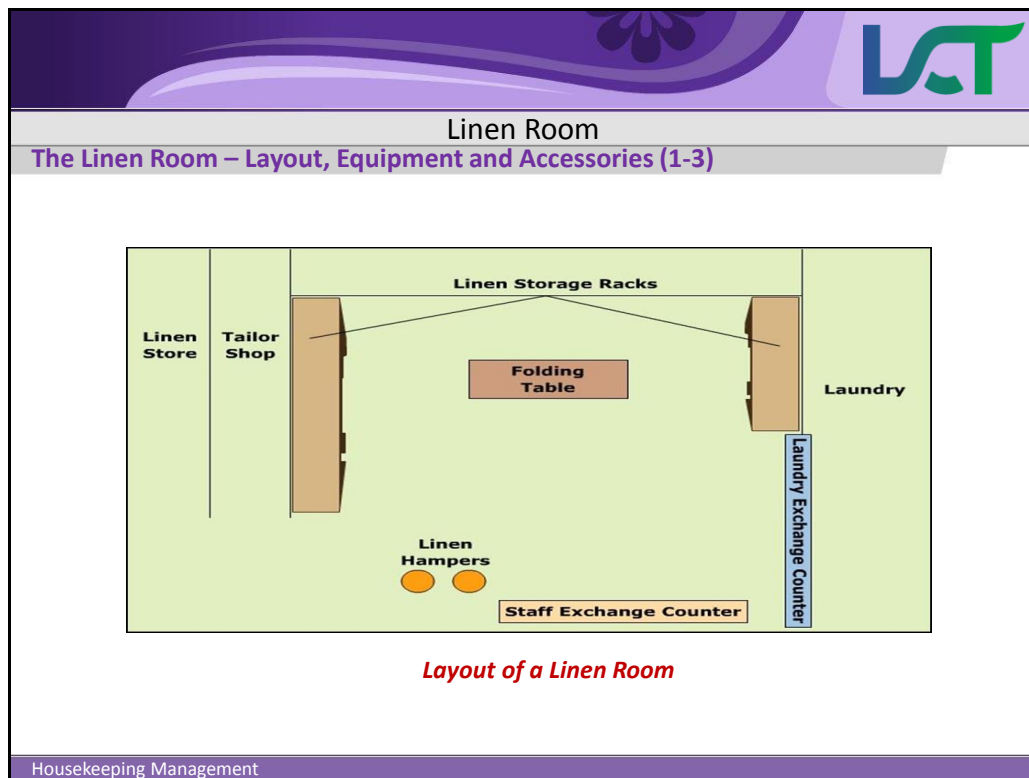 LCT
Linen Room
The Linen Room – Layout, Equipment and Accessories (1-3)
Linen Storage Racks
Linen
Store
Tailor
Shop
Folding
Table
Laundry
Laundry Exchange Counter
Linen
Hampers
Staff Exchange Counter
Layout of a Linen Room
Housekeeping Management